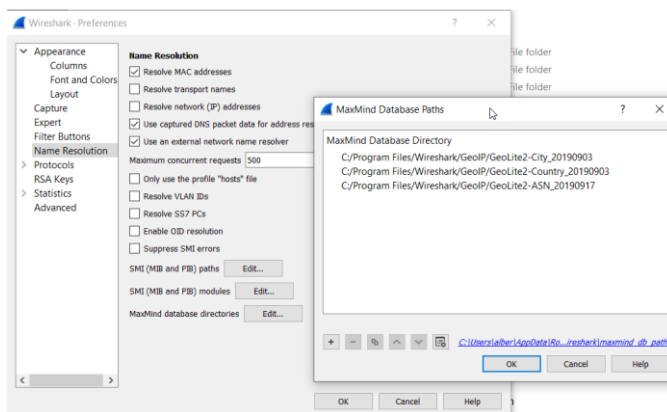 Wireshark · Preferences
Appearance
Columns
Font and Colors
Layout
Capture
Expert
Filter Buttons
Name Resolution
Protocols
RSA Keys
Statistics
Advanced
Name Resolution
Resolve MAC addresses
Resolve transport names
Resolve network (IP) addresses
Use captured DNS packet data for address res
Use an external network name resolver
Maximum concurrent requests 500
Only use the profile "hosts" file
Resolve VLAN IDs
Resolve SS7 PCs
Enable OID resolution
Suppress SMI errors
SMI (MIB and PIB) paths Edit...
SMI (MIB and PIB) modules Edit...
MaxMind database directories Edit...
OK Cancel Help
File folder
File folder
File folder
MaxMind Database Paths
MaxMind Database Directory
C:/Program Files/Wireshark/GeoIP/GeoLite2-City_20190903
C:/Program Files/Wireshark/GeoIP/GeoLite2-Country_20190903
C:/Program Files/Wireshark/GeoIP/GeoLite2-ASN_20190917
C:\Users\alber\AppData\Ro...ireshark\maxmind_db_path
OK Cancel Help